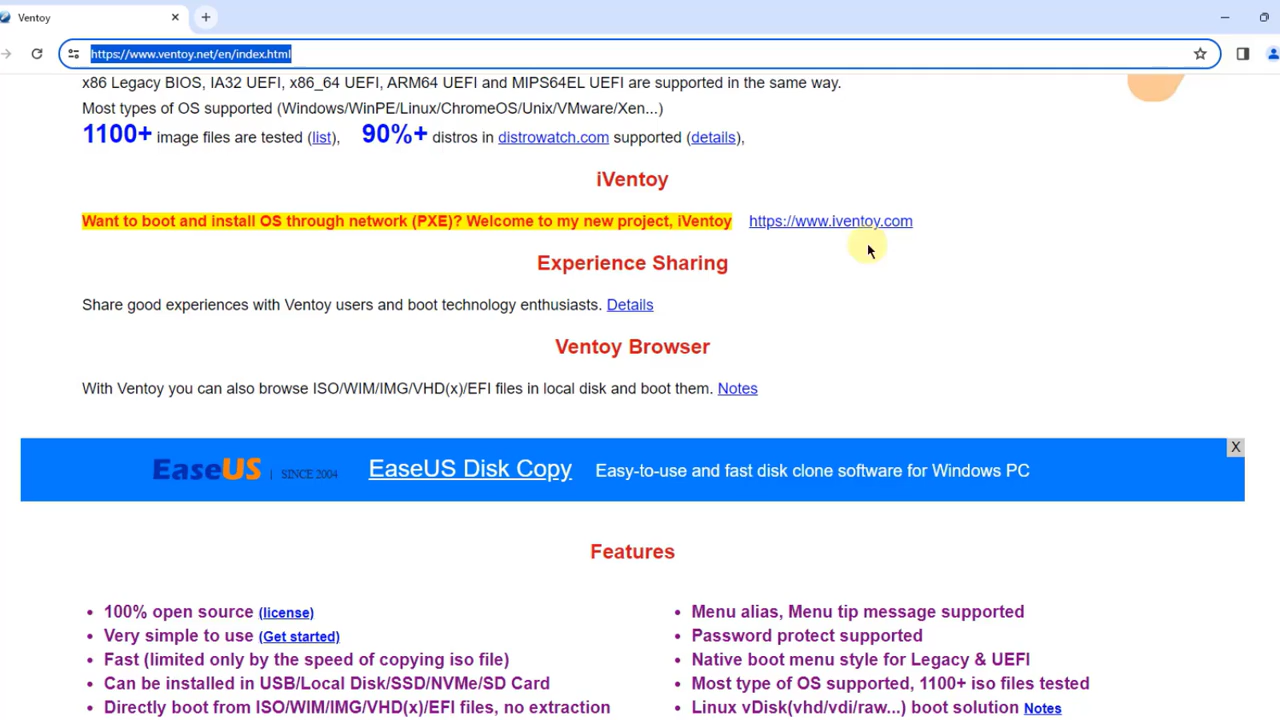 Ventoy
https://www.ventoy.net/en/index.html
x86 Legacy BIOS, IA32 UEFI, x86_64 UEFI, ARM64 UEFI and MIPS64EL UEFI are supported in the same way.
Most types of OS supported (Windows/WinPE/Linux/ChromeOS/Unix/VMware/Xen...)
1100+ image files are tested (list), 90%+ distros in distrowatch.com supported (details),
iVentoy
Want to boot and install OS through network (PXE)? Welcome to my new project, iVentoy https://www.iventoy.com
Experience Sharing
Share good experiences with Ventoy users and boot technology enthusiasts. Details
Ventoy Browser
With Ventoy you can also browse ISO/WIM/IMG/VHD(x)/EFI files in local disk and boot them. Notes
X
EaseUS | SINCE 2004 EaseUS Disk Copy Easy-to-use and fast disk clone software for Windows PC
Features
• 100% open source (license)
• Very simple to use (Get started)
• Fast (limited only by the speed of copying iso file)
• Can be installed in USB/Local Disk/SSD/NVMe/SD Card
• Directly boot from ISO/WIM/IMG/VHD(x)/EFI files, no extraction
• Menu alias, Menu tip message supported
• Password protect supported
• Native boot menu style for Legacy & UEFI
• Most type of OS supported, 1100+ iso files tested
• Linux vDisk(vhd/vdi/raw...) boot solution Notes